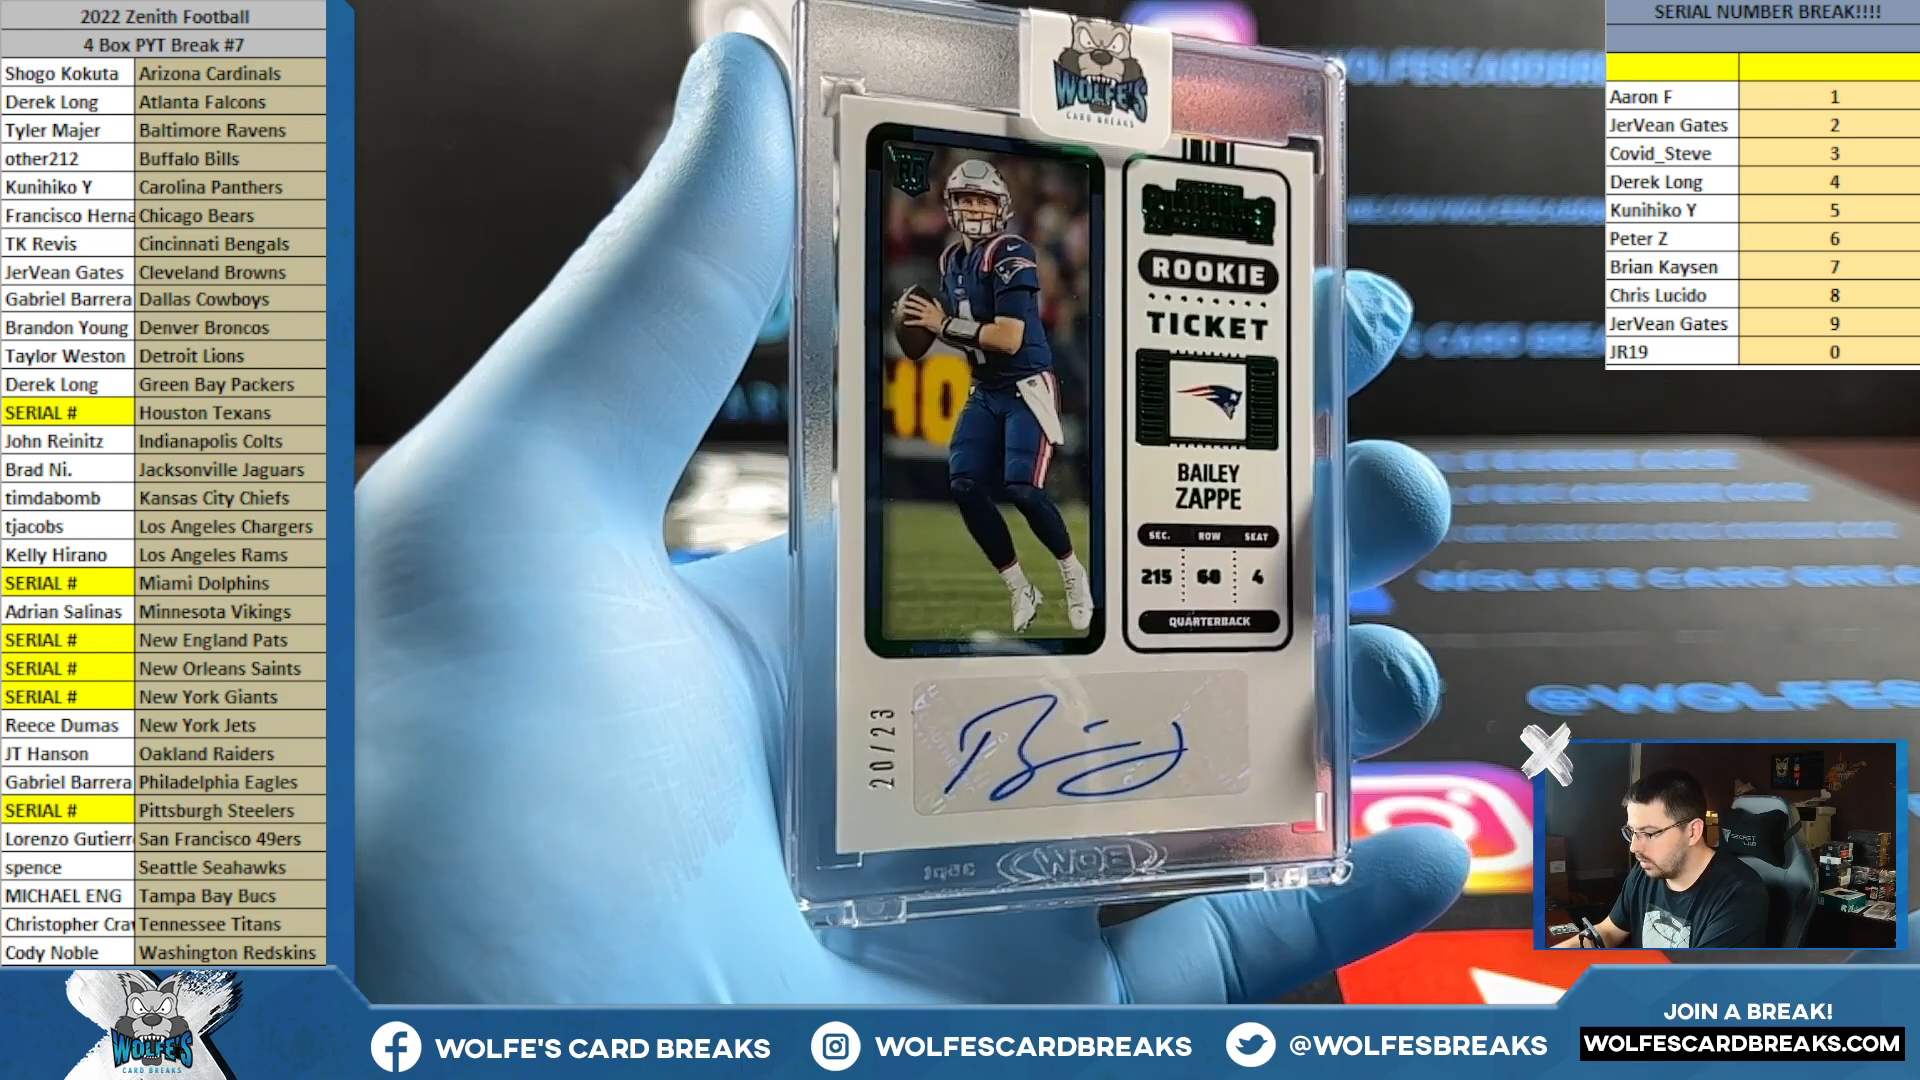 2022 Zenith Football
4 Box PYT Break #7
Shogo Kokuta Arizona Cardinals
Derek Long Atlanta Falcons
Tyler Majer Baltimore Ravens
other212 Buffalo Bills
Kunihiko Y Carolina Panthers
Francisco Herna Chicago Bears
TK Revis Cincinnati Bengals
JerVean Gates Cleveland Browns
Gabriel Barrera Dallas Cowboys
Brandon Young Denver Broncos
Taylor Weston Detroit Lions
Derek Long Green Bay Packers
SERIAL # Houston Texans
John Reinitz Indianapolis Colts
Brad Ni. Jacksonville Jaguars
timdabomb Kansas City Chiefs
tjacobs Los Angeles Chargers
Kelly Hirano Los Angeles Rams
SERIAL # Miami Dolphins
Adrian Salinas Minnesota Vikings
SERIAL # New England Pats
SERIAL # New Orleans Saints
SERIAL # New York Giants
Reece Dumas New York Jets
JT Hanson Oakland Raiders
Gabriel Barrera Philadelphia Eagles
SERIAL # Pittsburgh Steelers
Lorenzo Gutierr San Francisco 49ers
spence Seattle Seahawks
MICHAEL ENG Tampa Bay Bucs
Christopher Cra Tennessee Titans
Cody Noble Washington Redskins
WOLFE'S
CARD BREAKS
ROOKIE
TICKET
BAILEY
ZAPPE
SEC. ROW SEAT
215 60 4
QUARTERBACK
20/23
@WOLFES
SERIAL NUMBER BREAK!!!!
Aaron F 1
JerVean Gates 2
Covid_Steve 3
Derek Long 4
Kunihiko Y 5
Peter Z 6
Brian Kaysen 7
Chris Lucido 8
JerVean Gates 9
JR19 0
WOLFE'S
CARD BREAKS
WOLFE'S CARD BREAKS
WOLFESCARDBREAKS
@WOLFESBREAKS
JOIN A BREAK!
WOLFESCARDBREAKS.COM